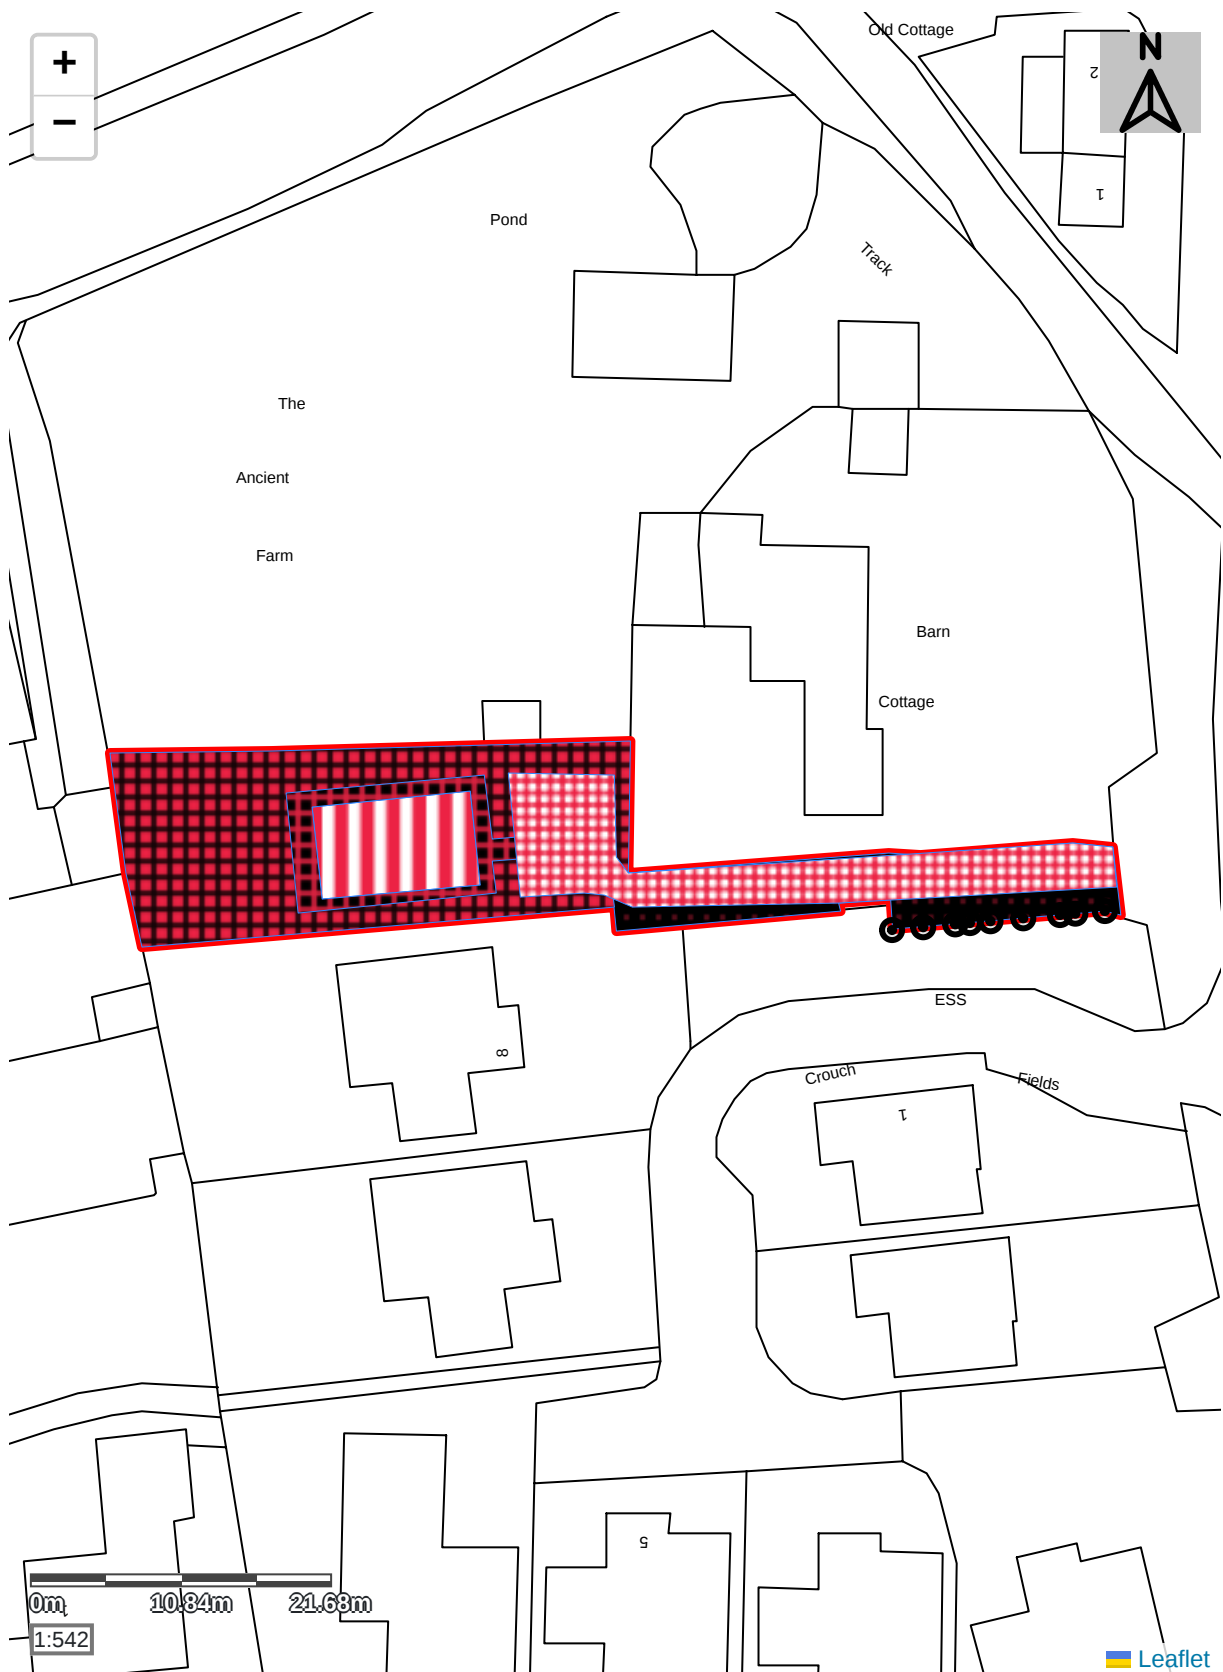 +
Old Cottage
N
2
−
1
Pond
Track
The
Ancient
Farm
Barn
Cottage
ESS
8
Crouch
Fields
1
5
0m
10.84m
21.68m
1:542
Leaflet